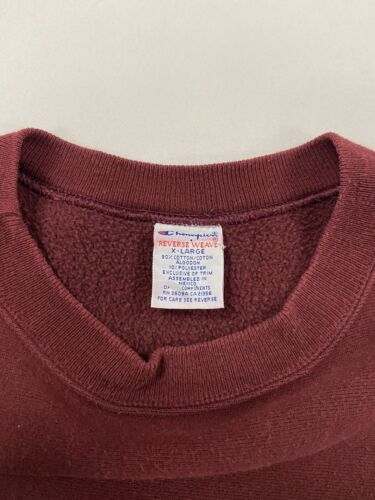 Champion
REVERSE WEAVE®
X-LARGE
90% COTTON/COTON
ALGODON
10% POLYESTER
EXCLUSIVE OF TRIM
ASSEMBLED IN
MEXICO
OF COMPONENTS
RN 26094 CA 21956
FOR CARE SEE REVERSE